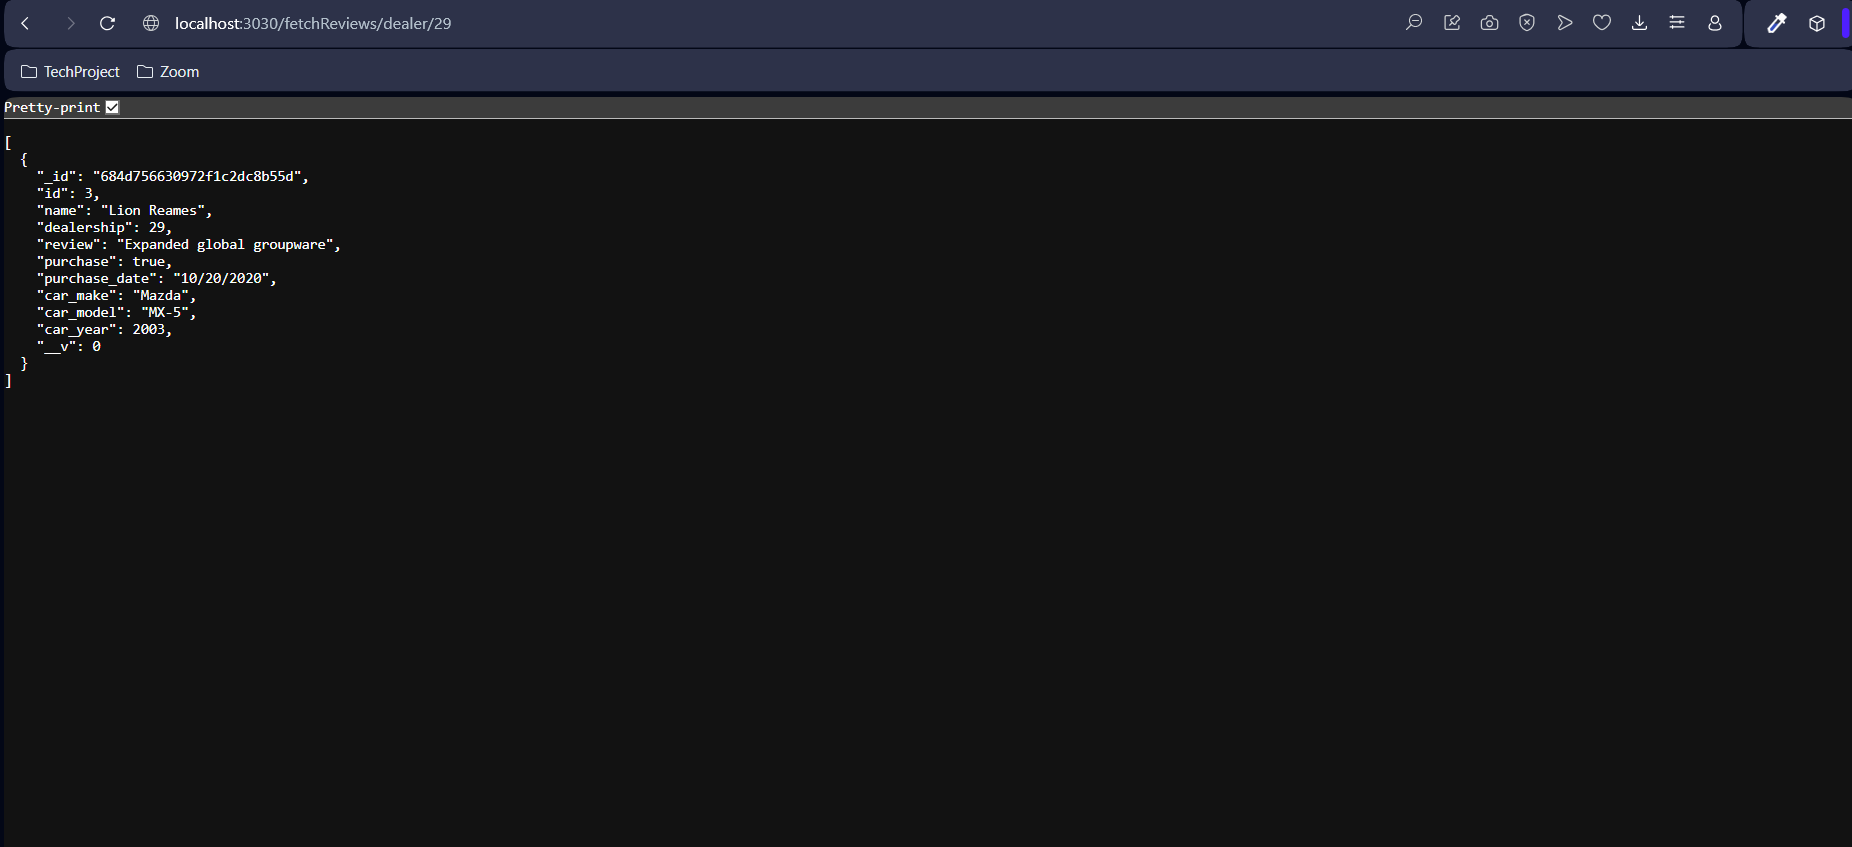 localhost:3030/fetchReviews/dealer/29
TechProject Zoom
Pretty-print
[
  {
    "_id": "684d756630972f1c2dc8b55d",
    "id": 3,
    "name": "Lion Reames",
    "dealership": 29,
    "review": "Expanded global groupware",
    "purchase": true,
    "purchase_date": "10/20/2020",
    "car_make": "Mazda",
    "car_model": "MX-5",
    "car_year": 2003,
    "__v": 0
  }
]